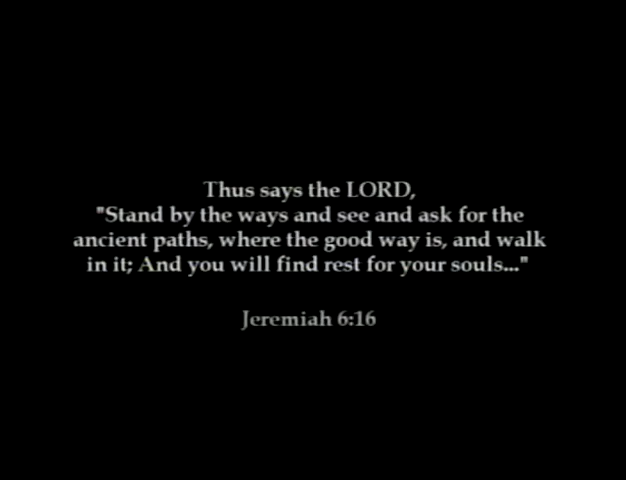 Thus says the LORD,
"Stand by the ways and see and ask for the
ancient paths, where the good way is, and walk
in it; And you will find rest for your souls..."
Jeremiah 6:16